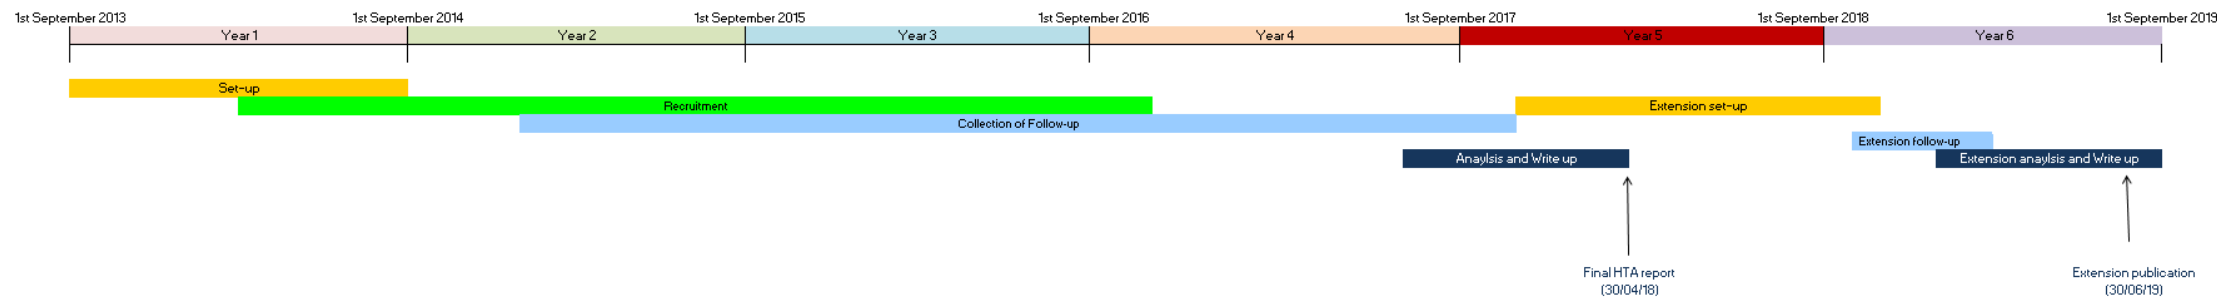 1st September 2013
1st September 2014
1st September 2015
1st September 2016
1st September 2017
1st September 2018
1st September 2019
Year 1
Year 2
Year 3
Year 4
Year 5
Year 6
Set-up
Recruitment
Extension set-up
Collection of Follow-up
Extension follow-up
Anaylsis and Write up
Extension anaylsis and Write up
Final HTA report
(30/04/18)
Extension publication
(30/06/19)